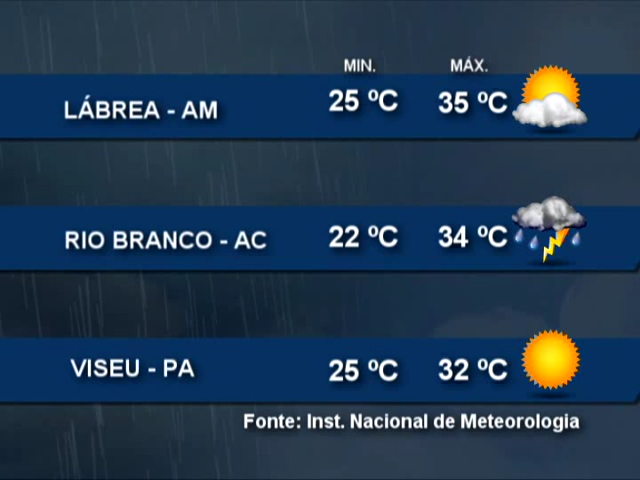 MIN. MÁX.
LÁBREA - AM 25 ºC 35 ºC
RIO BRANCO - AC 22 ºC 34 ºC
VISEU - PA 25 ºC 32 ºC
Fonte: Inst. Nacional de Meteorologia